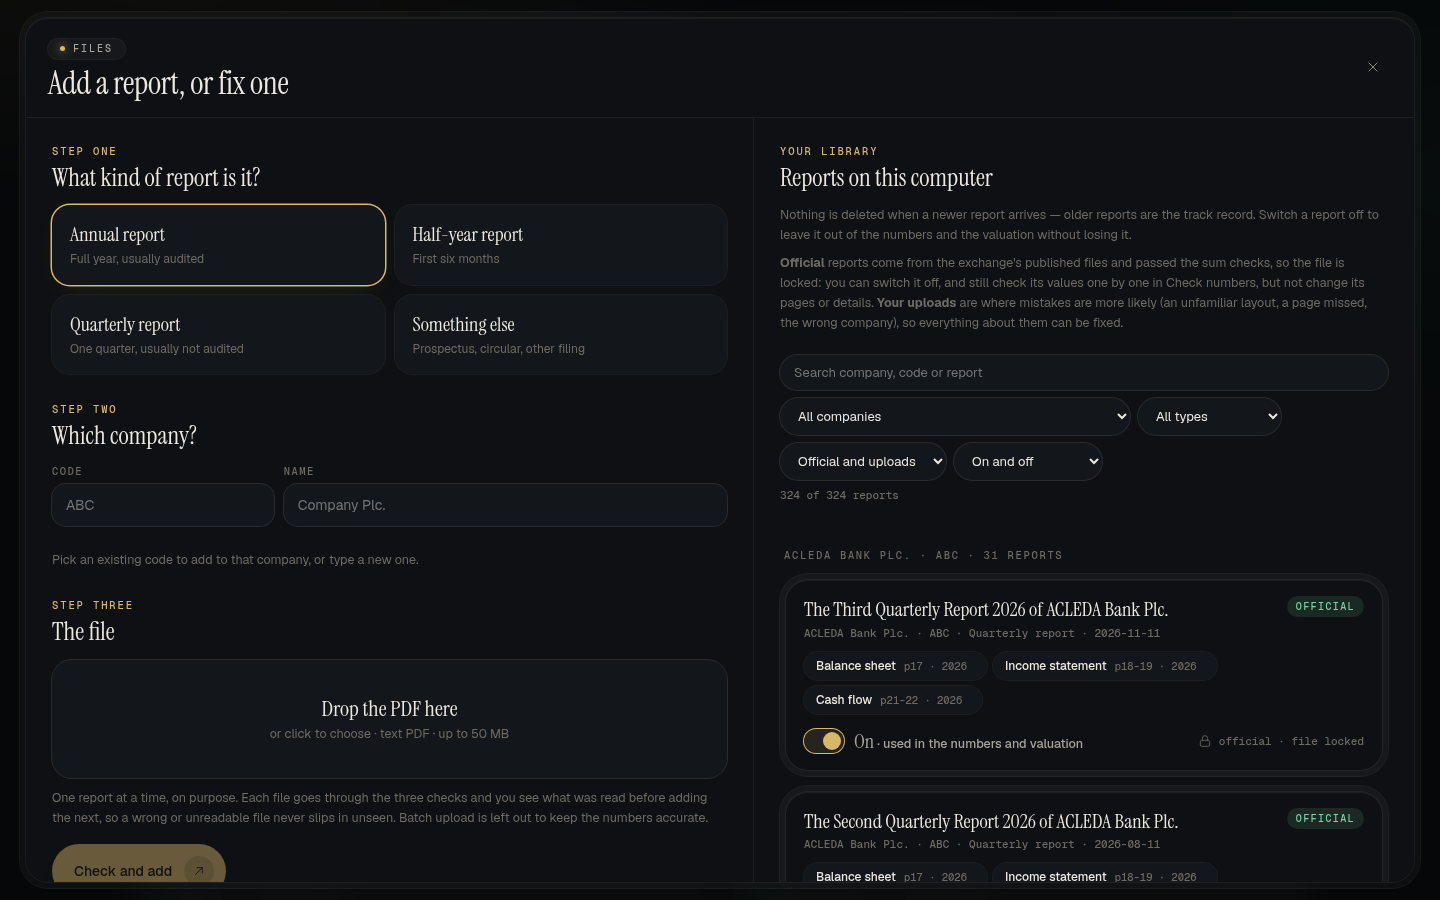 FILES
Add a report, or fix one
STEP ONE
What kind of report is it?
Annual report
Full year, usually audited
Half-year report
First six months
Quarterly report
One quarter, usually not audited
Something else
Prospectus, circular, other filing
STEP TWO
Which company?
CODE
NAME
ABC
Company Plc.
Pick an existing code to add to that company, or type a new one.
STEP THREE
The file
Drop the PDF here
or click to choose · text PDF · up to 50 MB
One report at a time, on purpose. Each file goes through the three checks and you see what was read before adding
the next, so a wrong or unreadable file never slips in unseen. Batch upload is left out to keep the numbers accurate.
Check and add
YOUR LIBRARY
Reports on this computer
Nothing is deleted when a newer report arrives — older reports are the track record. Switch a report off to
leave it out of the numbers and the valuation without losing it.
Official reports come from the exchange's published files and passed the sum checks, so the file is
locked: you can switch it off, and still check its values one by one in Check numbers, but not change its
pages or details. Your uploads are where mistakes are more likely (an unfamiliar layout, a page missed,
the wrong company), so everything about them can be fixed.
Search company, code or report
All companies
All types
Official and uploads
On and off
324 of 324 reports
ACLEDA BANK PLC. · ABC · 31 REPORTS
The Third Quarterly Report 2026 of ACLEDA Bank Plc.
OFFICIAL
ACLEDA Bank Plc. · ABC · Quarterly report · 2026-11-11
Balance sheet p17 · 2026
Income statement p18-19 · 2026
Cash flow p21-22 · 2026
On · used in the numbers and valuation
official · file locked
The Second Quarterly Report 2026 of ACLEDA Bank Plc.
OFFICIAL
ACLEDA Bank Plc. · ABC · Quarterly report · 2026-08-11
Balance sheet p17 · 2026
Income statement p18-19 · 2026